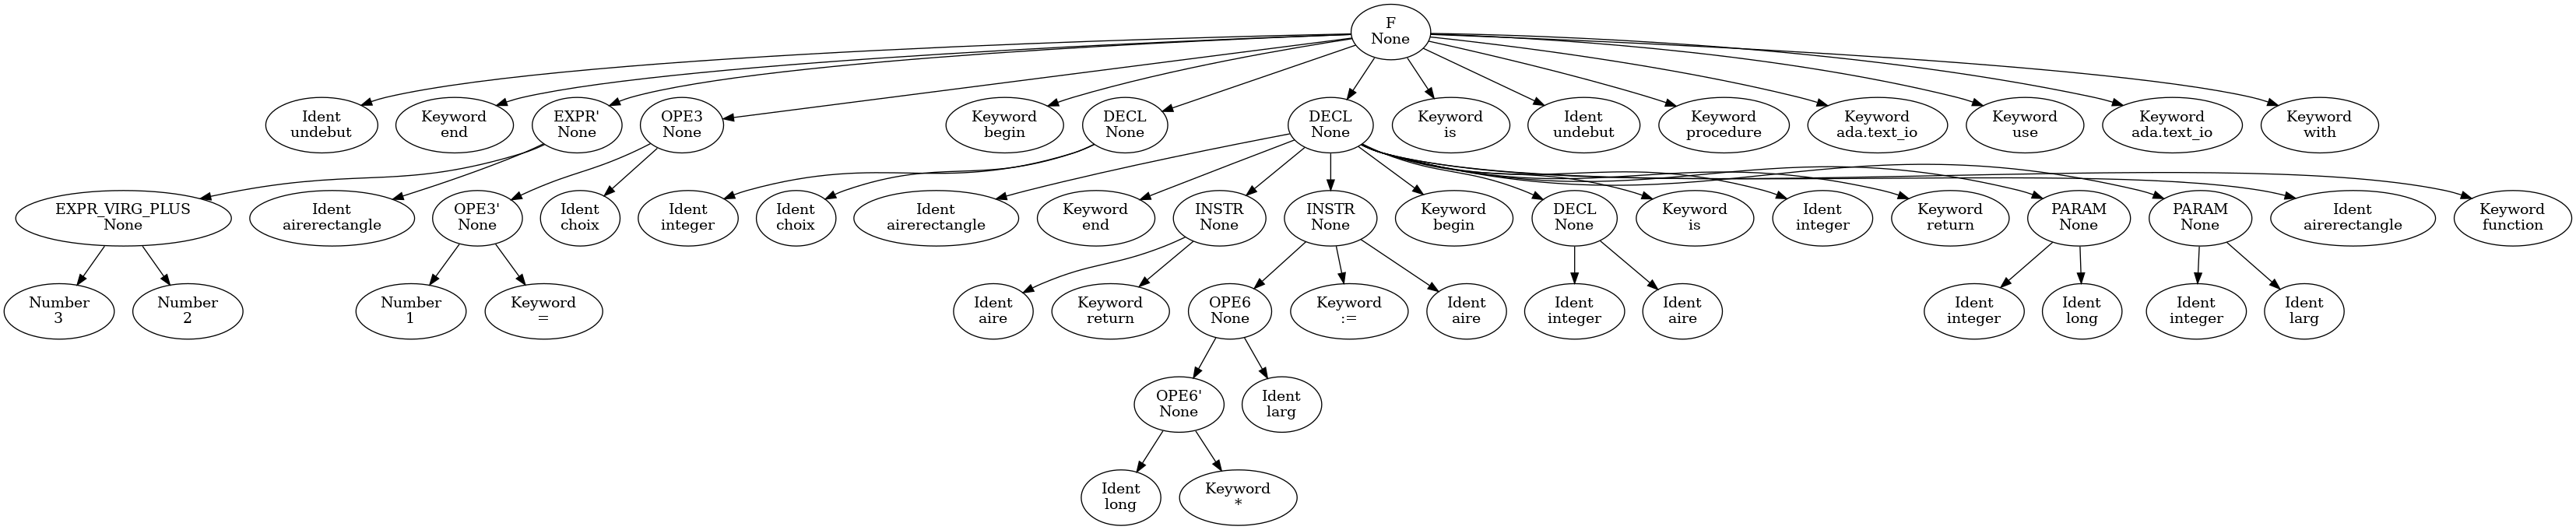 F
None
Ident
undebut
Keyword
end
EXPR'
None
OPE3
None
Keyword
begin
DECL
None
DECL
None
Keyword
is
Ident
undebut
Keyword
procedure
Keyword
ada.text_io
Keyword
use
Keyword
ada.text_io
Keyword
with
EXPR_VIRG_PLUS
None
Ident
airerectangle
OPE3'
None
Ident
choix
Ident
integer
Ident
choix
Ident
airerectangle
Keyword
end
INSTR
None
INSTR
None
Keyword
begin
DECL
None
Keyword
is
Ident
integer
Keyword
return
PARAM
None
PARAM
None
Ident
airerectangle
Keyword
function
Number
3
Number
2
Number
1
Keyword
=
Ident
aire
Keyword
return
OPE6
None
Keyword
:=
Ident
aire
Ident
integer
Ident
aire
Ident
integer
Ident
long
Ident
integer
Ident
larg
OPE6'
None
Ident
larg
Ident
long
Keyword
*